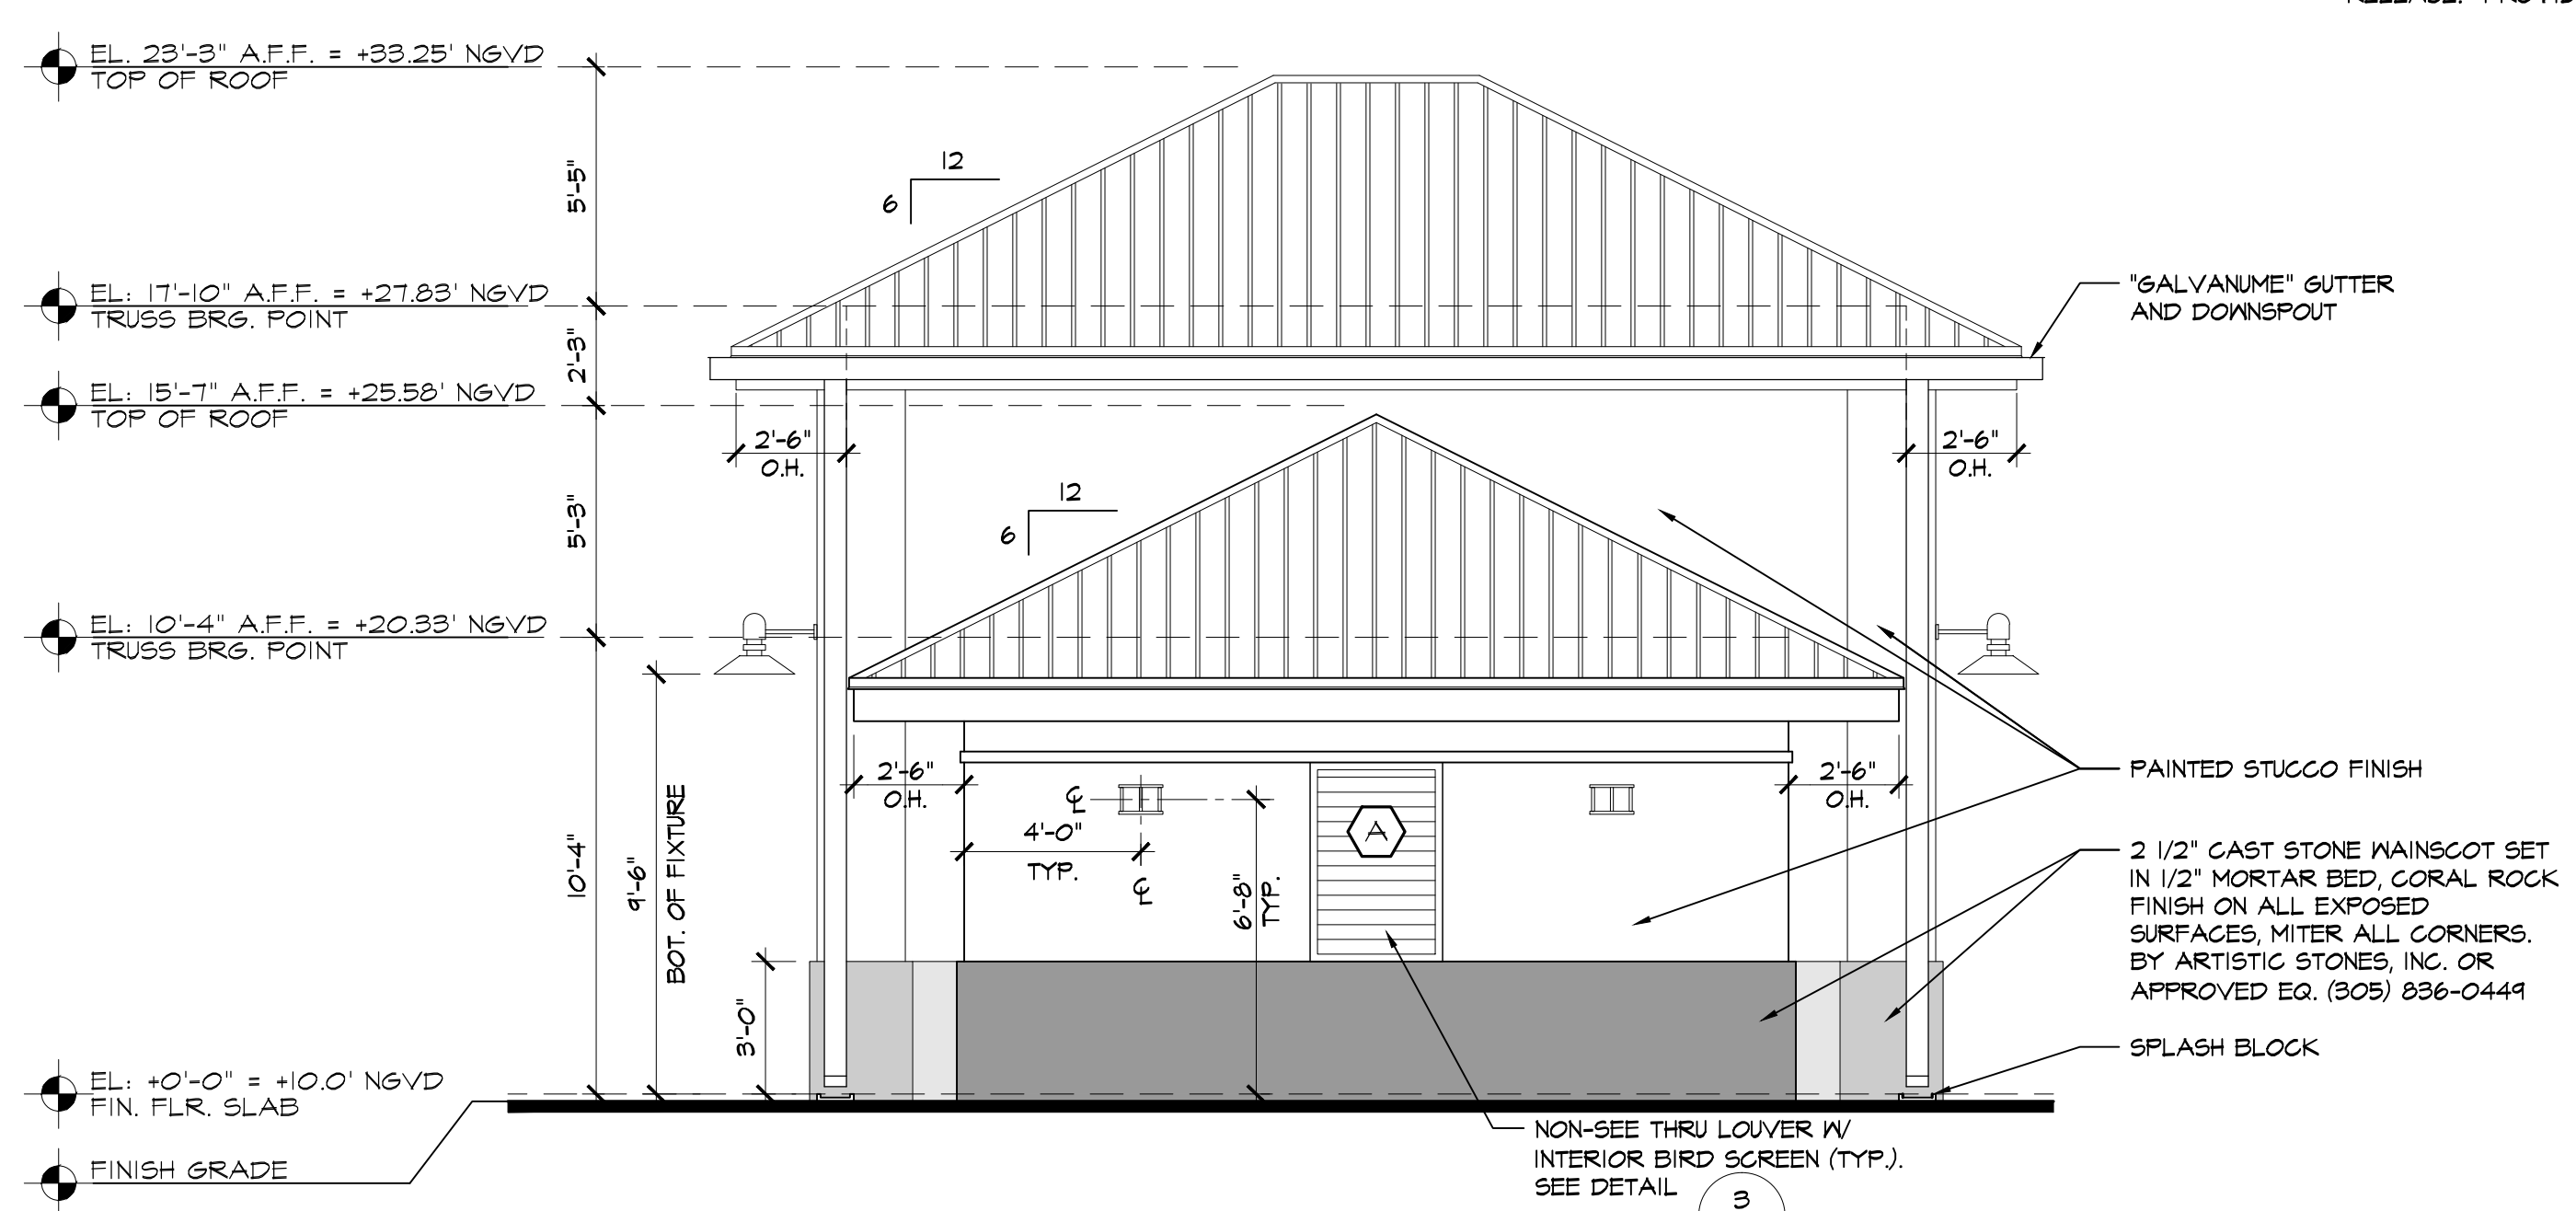 EL. 23'-3" A.F.F. = +33.25' NGVD
TOP OF ROOF
5'-5"
12
6
EL: 17'-10" A.F.F. = +27.83' NGVD
TRUSS BRG. POINT
2'-3"
EL: 15'-7" A.F.F. = +25.58' NGVD
TOP OF ROOF
"GALVANUME" GUTTER
AND DOWNSPOUT
2'-6"
O.H.
2'-6"
O.H.
12
6
5'-3"
EL: 10'-4" A.F.F. = +20.33' NGVD
TRUSS BRG. POINT
10'-4"
9'-6"
BOT. OF FIXTURE
2'-6"
O.H.
2'-6"
O.H.
℄
4'-0"
TYP.
℄
6'-8"
TYP.
A
3'-0"
PAINTED STUCCO FINISH
2 1/2" CAST STONE WAINSCOT SET
IN 1/2" MORTAR BED, CORAL ROCK
FINISH ON ALL EXPOSED
SURFACES, MITER ALL CORNERS.
BY ARTISTIC STONES, INC. OR
APPROVED EQ. (305) 836-0449
SPLASH BLOCK
EL: +0'-0" = +10.0' NGVD
FIN. FLR. SLAB
FINISH GRADE
NON-SEE THRU LOUVER W/
INTERIOR BIRD SCREEN (TYP.).
SEE DETAIL
3